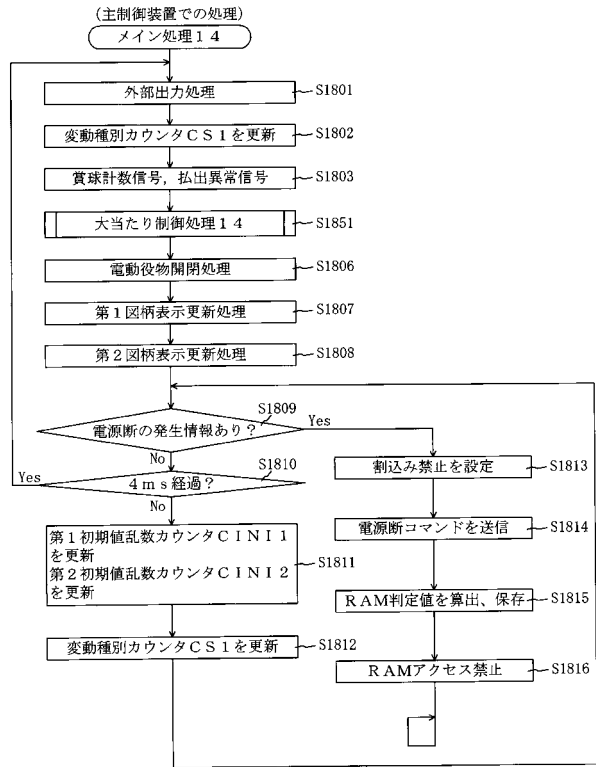 (主制御装置での処理)
メイン処理14
外部出力処理
S1801
変動種別カウンタCS1を更新
S1802
賞球計数信号，払出異常信号
S1803
大当たり制御処理14
S1851
電動役物開閉処理
S1806
第1図柄表示更新処理
S1807
第2図柄表示更新処理
S1808
電源断の発生情報あり？
S1809
Yes
No
4ms経過？
S1810
Yes
No
第1初期値乱数カウンタCINI1
を更新
第2初期値乱数カウンタCINI2
を更新
S1811
変動種別カウンタCS1を更新
S1812
割込み禁止を設定
S1813
電源断コマンドを送信
S1814
RAM判定値を算出、保存
S1815
RAMアクセス禁止
S1816